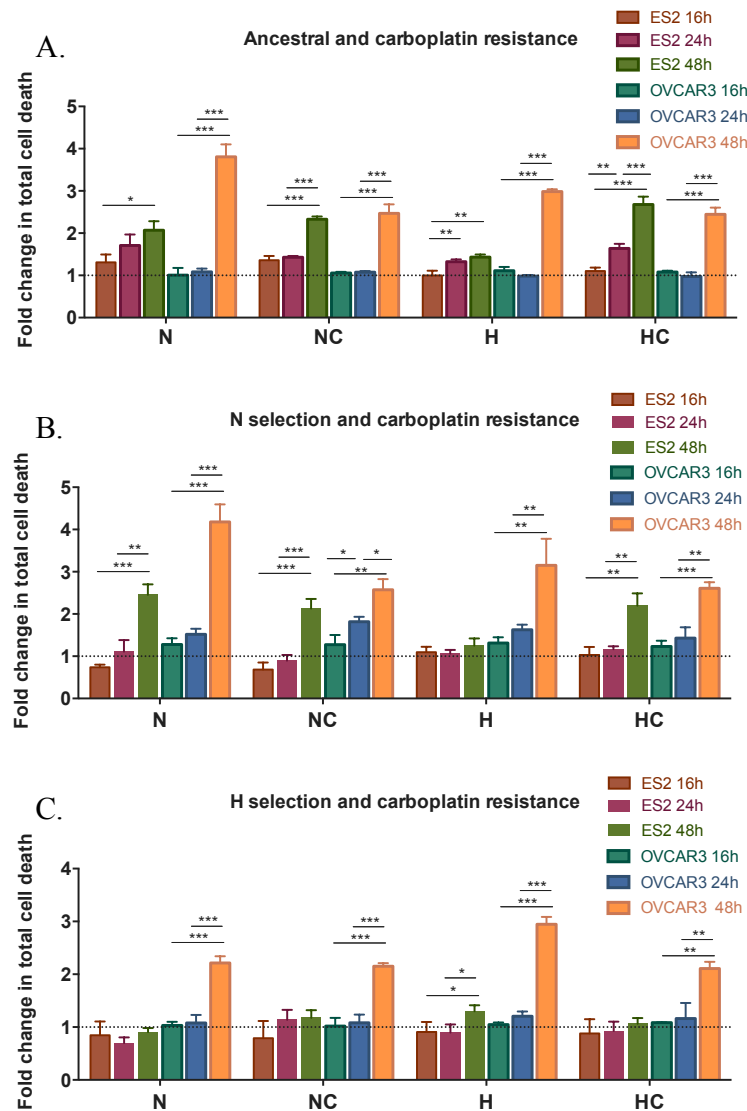 A.
Ancestral and carboplatin resistance
ES2 16h
ES2 24h
ES2 48h
OVCAR3 16h
OVCAR3 24h
OVCAR3 48h
Fold change in total cell death
5
4
3
2
1
0
*
***
***
***
***
***
***
**
**
***
***
**
***
***
***
***
N
NC
H
HC
B.
N selection and carboplatin resistance
ES2 16h
ES2 24h
ES2 48h
OVCAR3 16h
OVCAR3 24h
OVCAR3 48h
Fold change in total cell death
5
4
3
2
1
0
**
***
***
***
***
***
*
*
**
**
**
**
**
**
***
N
NC
H
HC
C.
H selection and carboplatin resistance
ES2 16h
ES2 24h
ES2 48h
OVCAR3 16h
OVCAR3 24h
OVCAR3 48h
Fold change in total cell death
4
3
2
1
0
***
***
***
***
*
*
***
***
**
**
N
NC
H
HC